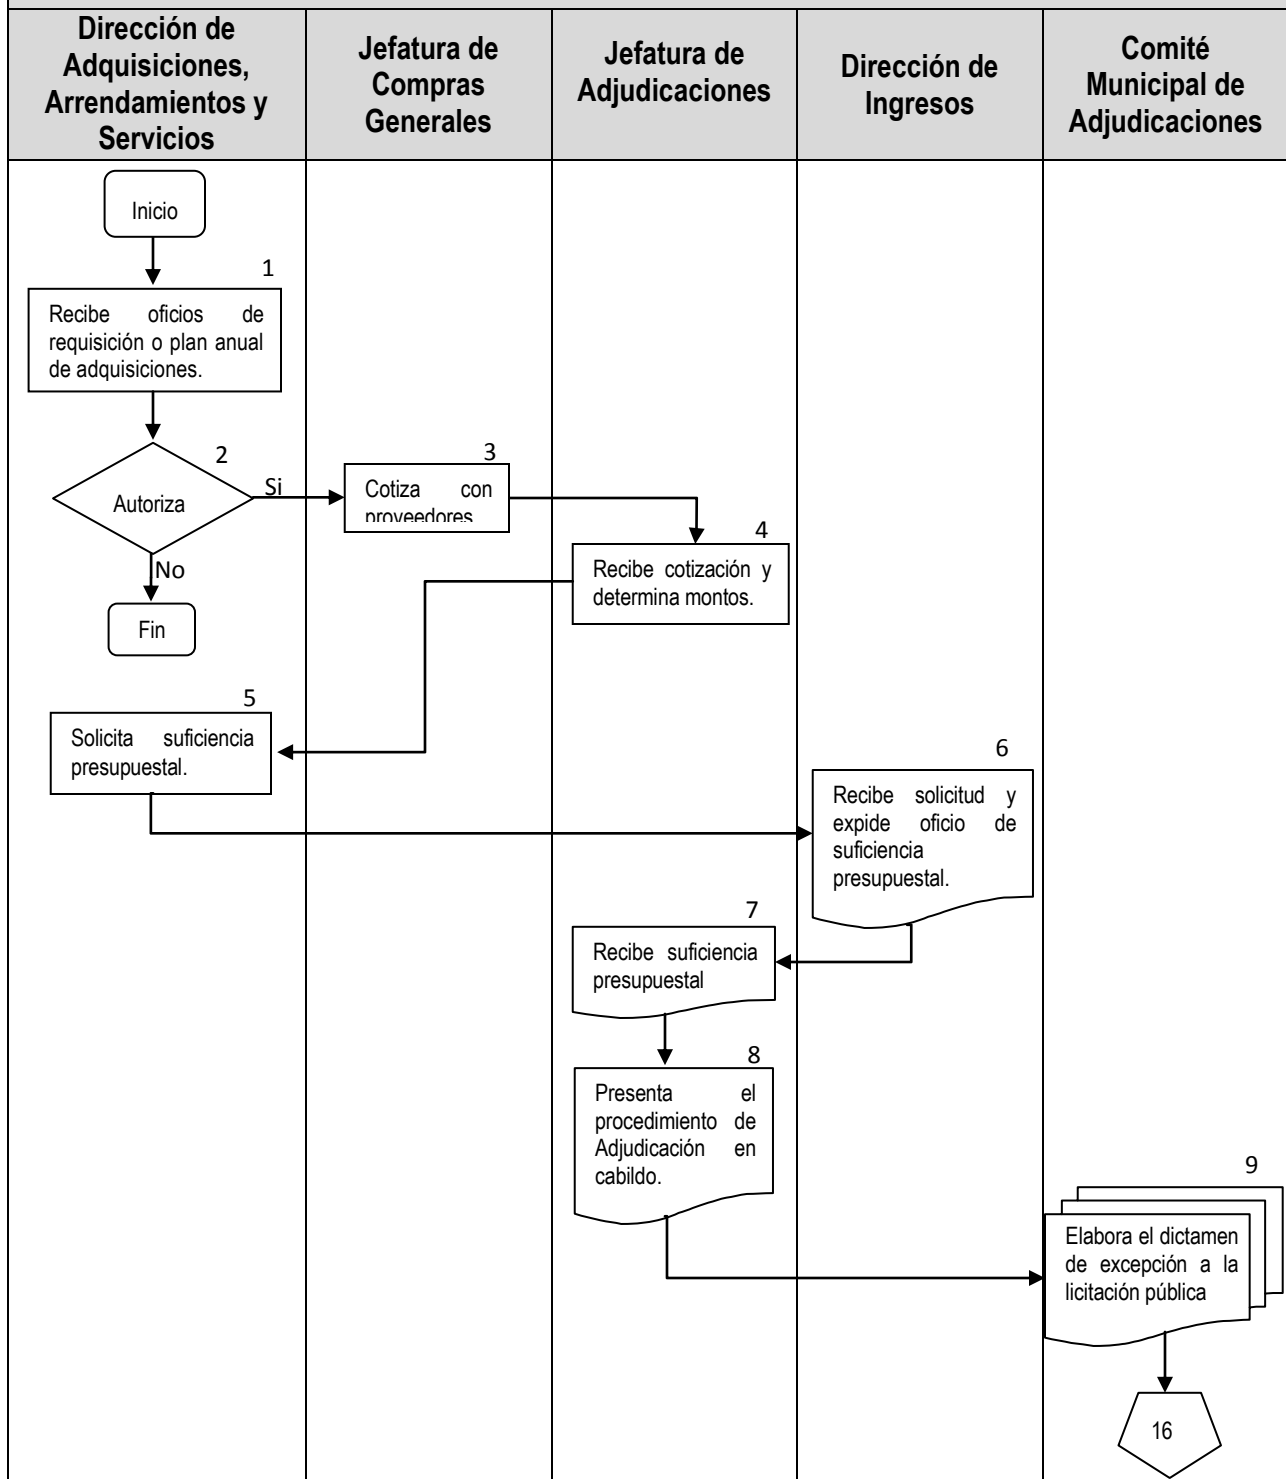 Dirección de
Adquisiciones,
Arrendamientos y
Servicios
Jefatura de
Compras
Generales
Jefatura de
Adjudicaciones
Dirección de
Ingresos
Comité
Municipal de
Adjudicaciones
Inicio
1
Recibe oficios de
requisición o plan anual
de adquisiciones.
2
Autoriza
Si
No
Fin
3
Cotiza con
proveedores
4
Recibe cotización y
determina montos.
5
Solicita suficiencia
presupuestal.
6
Recibe solicitud y
expide oficio de
suficiencia
presupuestal.
7
Recibe suficiencia
presupuestal
8
Presenta el
procedimiento de
Adjudicación en
cabildo.
9
Elabora el dictamen
de excepción a la
licitación pública
16